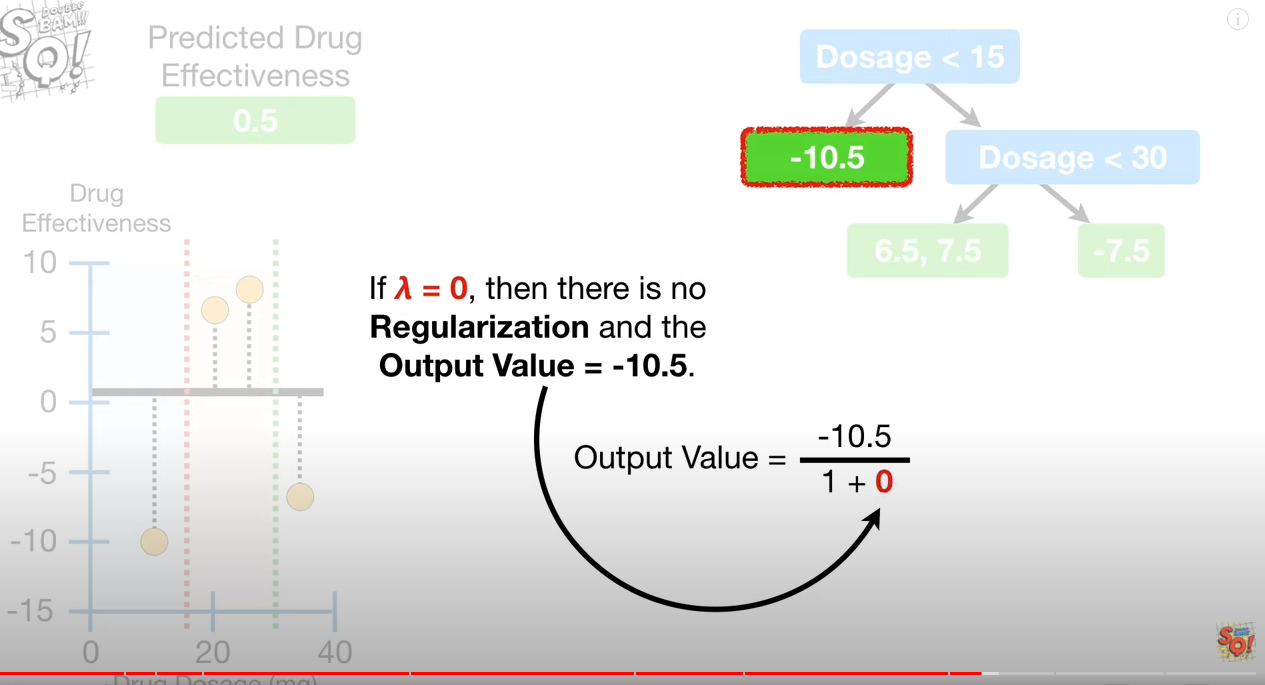 DOUBLE
BAM!!!
SQ!
Predicted Drug
Effectiveness
0.5
Dosage < 15
-10.5
Dosage < 30
6.5, 7.5
-7.5
Drug
Effectiveness
10
5
0
-5
-10
-15
0
20
40
Drug Dosage (mg)
If λ = 0, then there is no
Regularization and the
Output Value = -10.5.
Output Value =
-10.5
1 + 0
SQ!